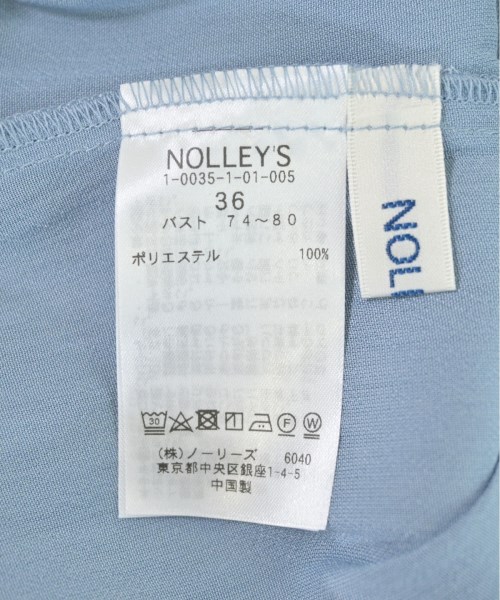 NOLLEY'S
1-0035-1-01-005
36
バスト 74～80
ポリエステル 100%
30 F W
(株)ノーリーズ 6040
東京都中央区銀座1-4-5
中国製
NOL